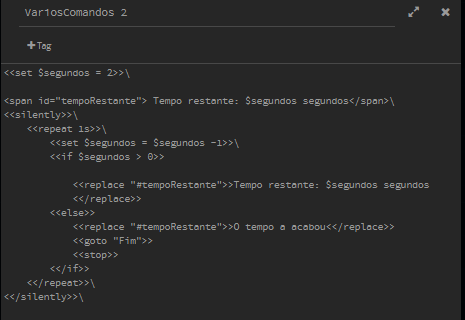 VariosComandos 2
+Tag
<<set $segundos = 2>>\
<span id="tempoRestante"> Tempo restante: $segundos segundos</span>\
<<silently>>\
<<repeat 1s>>\
<<set $segundos = $segundos -1>>\
<<if $segundos > 0>>
<<replace "#tempoRestante">>Tempo restante: $segundos segundos
<</replace>>
<<else>>
<<replace "#tempoRestante">>O tempo a acabou<</replace>>
<<goto "Fim">>
<<stop>>
<</if>>
<</repeat>>\
<</silently>>\